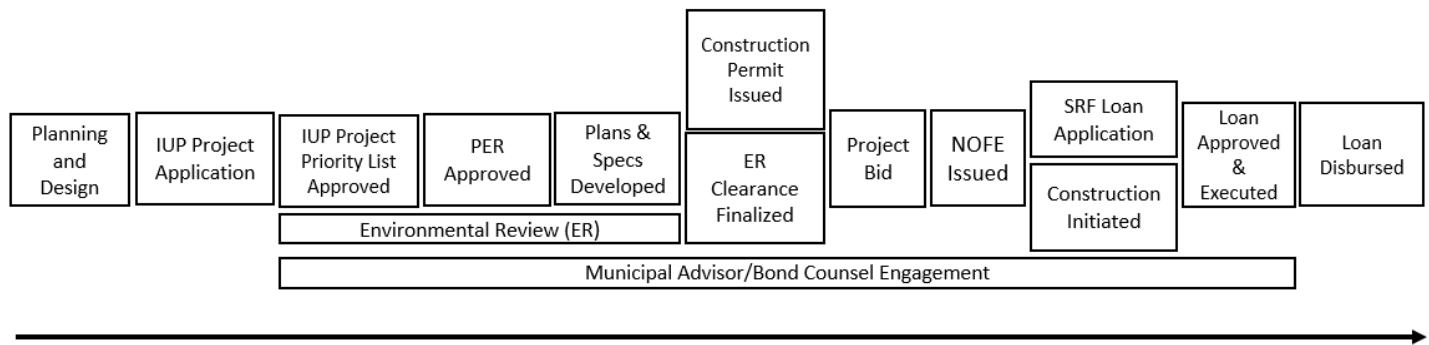 Planning
and
Design
IUP Project
Application
IUP Project
Priority List
Approved
PER
Approved
Plans &
Specs
Developed
Environmental Review (ER)
Construction
Permit
Issued
ER
Clearance
Finalized
Project
Bid
NOFE
Issued
SRF Loan
Application
Construction
Initiated
Loan
Approved
&
Executed
Loan
Disbursed
Municipal Advisor/Bond Counsel Engagement